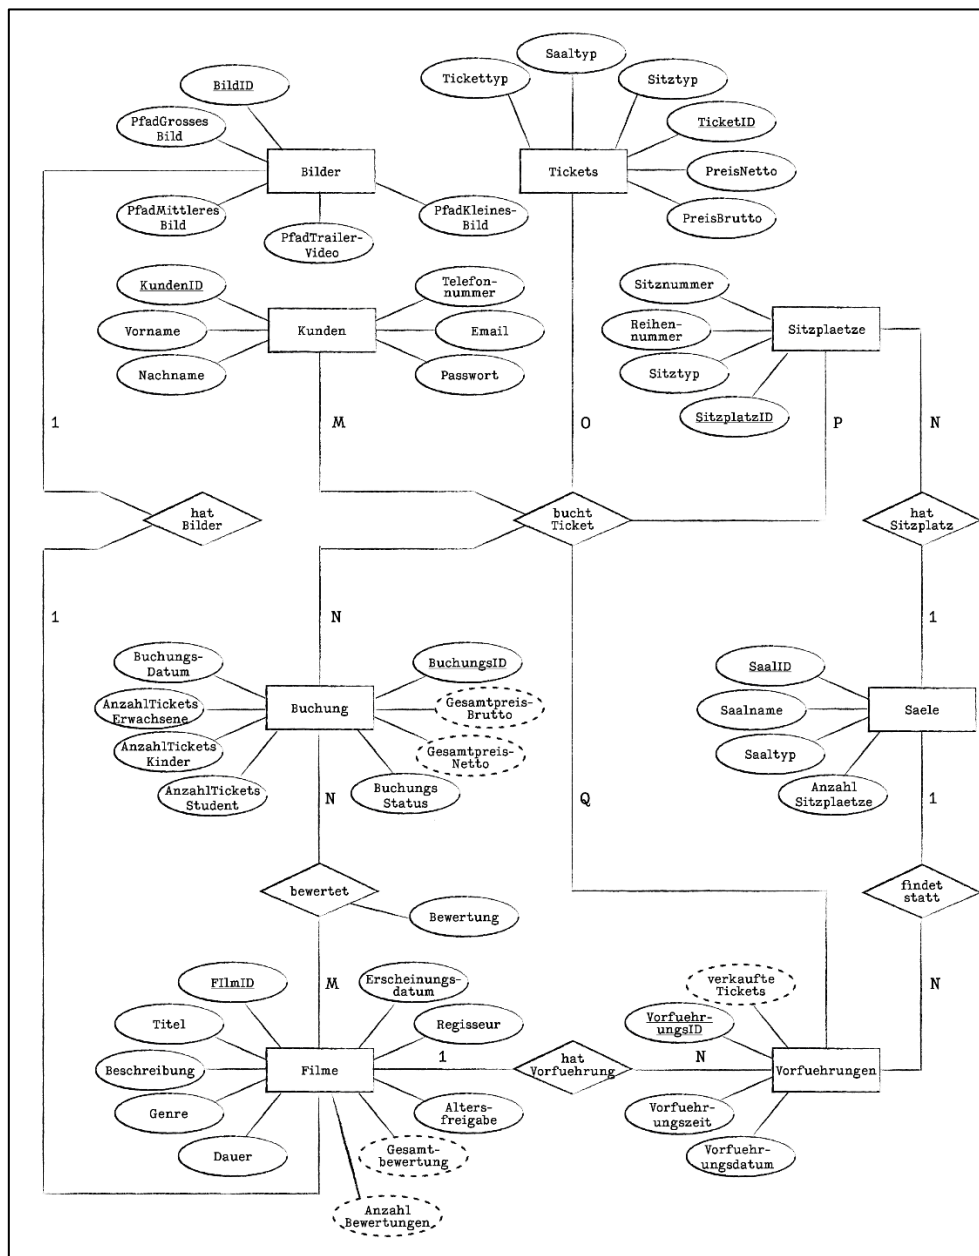 Saaltyp
Tickettyp
Sitztyp
BildID
TicketID
PfadGrosses
Bild
Bilder
Tickets
PreisNetto
PfadMittleres
Bild
PfadKleines-
Bild
PreisBrutto
PfadTrailer-
Video
KundenID
Telefon-
nummer
Sitznummer
Vorname
Kunden
Email
Reihen-
nummer
Sitzplaetze
Nachname
Passwort
Sitztyp
SitzplatzID
1
M
O
P
N
hat
Bilder
bucht
Ticket
hat
Sitzplatz
1
N
1
Buchungs-
Datum
BuchungsID
SaalID
AnzahlTickets
Erwachsene
Buchung
Gesamtpreis-
Brutto
Saalname
Saele
AnzahlTickets
Kinder
Gesamtpreis-
Netto
Saaltyp
AnzahlTickets
Student
Buchungs
Status
Anzahl
Sitzplaetze
N
Q
1
bewertet
findet
statt
Bewertung
FIlmID
M
Erscheinungs-
datum
verkaufte
Tickets
N
Titel
Regisseur
Vorfuehr-
ungsID
Beschreibung
Filme
1
hat
Vorfuehrung
N
Vorfuehrungen
Genre
Alters-
freigabe
Vorfuehr-
ungszeit
Dauer
Gesamt-
bewertung
Vorfuehr-
ungsdatum
Anzahl
Bewertungen